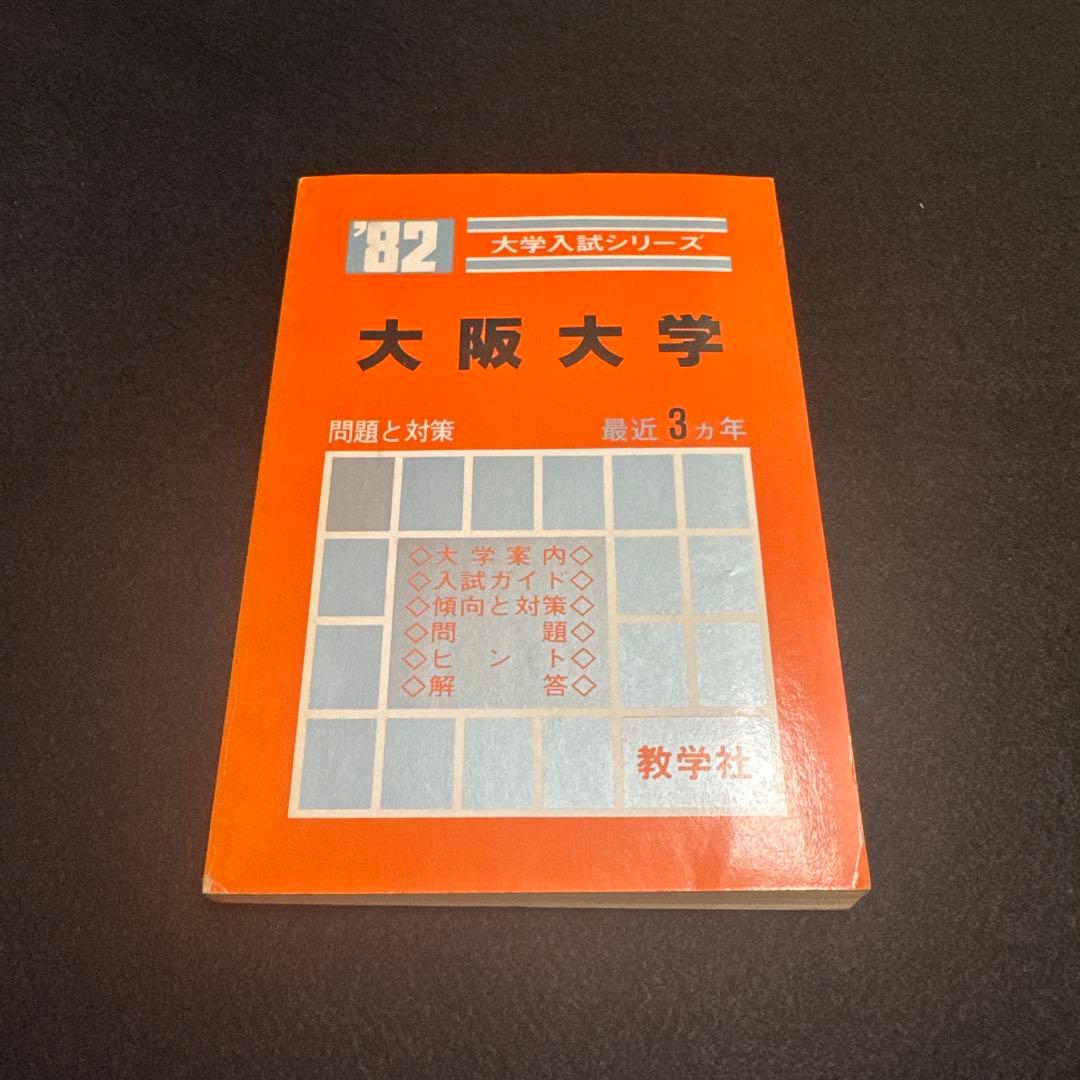 '82
大学入試シリーズ
大阪大学
問題と対策 最近3ヵ年
◇大学案内◇
◇入試ガイド◇
◇傾向と対策◇
◇問題◇
◇ヒント◇
◇解答◇
教学社